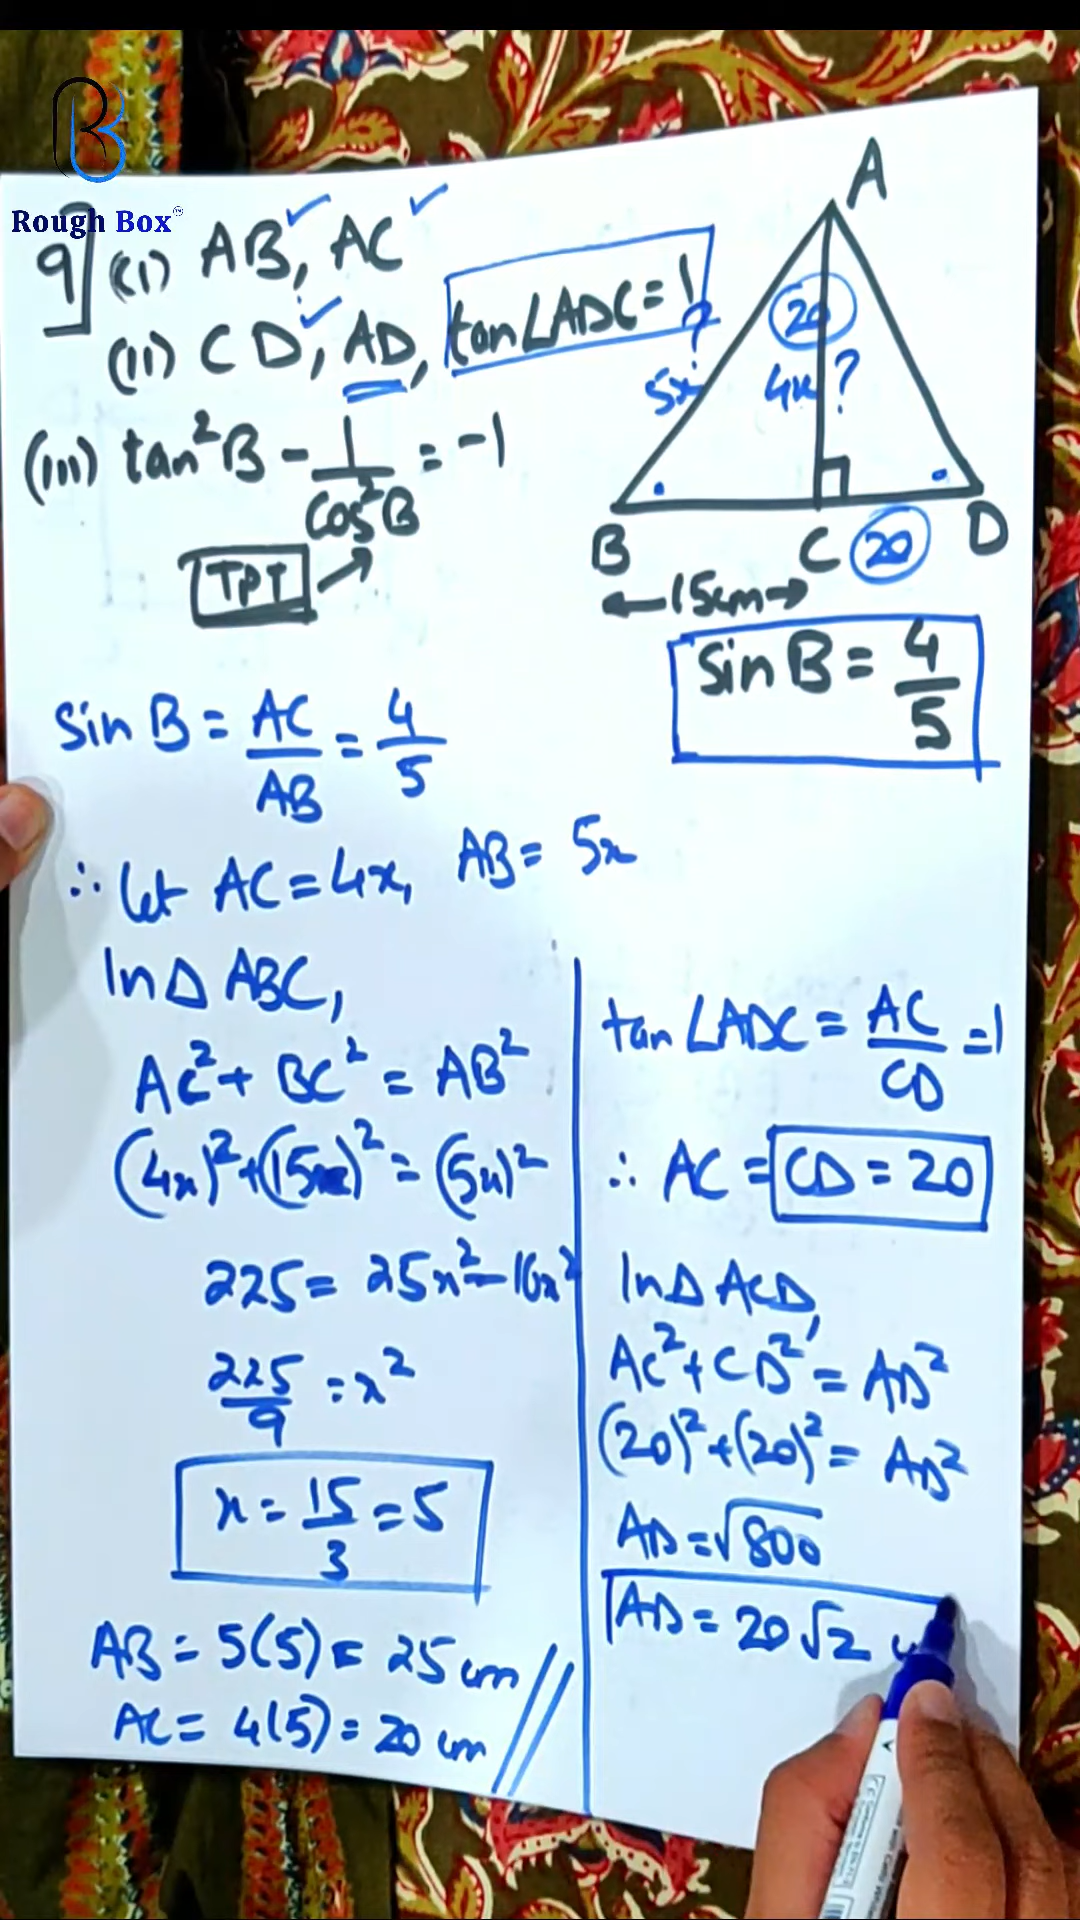 Rough Box™
9] (i) AB, AC
(ii) CD, AD, tan∠ADC = 1
(iii) tan²B - 1/cos²B = -1
TPT
A
20
5x ?
4x ?
B
C
20
D
15cm
Sin B = 4/5
Sin B = AC/AB = 4/5
∴ let AC = 4x, AB = 5x
In Δ ABC,
AC² + BC² = AB²
(4x)² + (15)² = (5x)²
225 = 25x² - 16x²
225/9 = x²
x = 15/3 = 5
AB = 5(5) = 25 cm
AC = 4(5) = 20 cm
tan ∠ADC = AC/CD = 1
∴ AC = CD = 20
In Δ ACD,
AC² + CD² = AD²
(20)² + (20)² = AD²
AD = √800
AD = 20√2